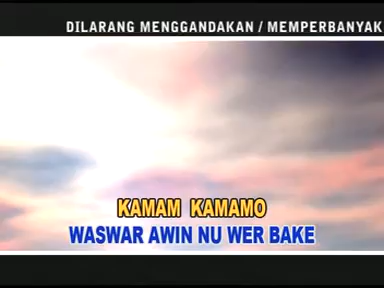 DILARANG MENGGANDAKAN / MEMPERBANYAK
KAMAM KAMAMO
WASWAR AWIN NU WER BAKE